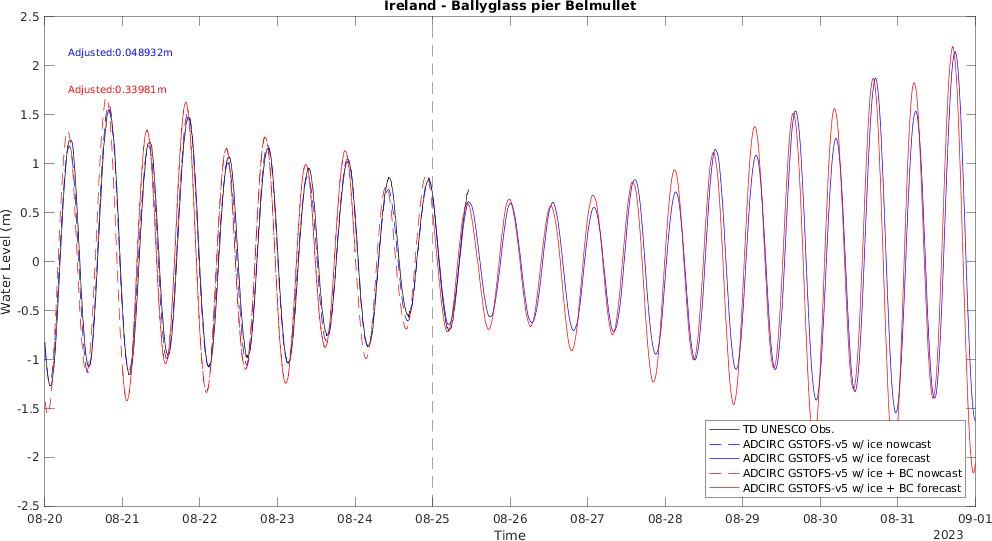 Ireland - Ballyglass pier Belmullet
2.5
2
1.5
1
0.5
0
-0.5
-1
-1.5
-2
-2.5
Water Level (m)
Adjusted:0.048932m
Adjusted:0.33981m
TD UNESCO Obs.
ADCIRC GSTOFS-v5 w/ ice nowcast
ADCIRC GSTOFS-v5 w/ ice forecast
ADCIRC GSTOFS-v5 w/ ice + BC nowcast
ADCIRC GSTOFS-v5 w/ ice + BC forecast
08-20 08-21 08-22 08-23 08-24 08-25 08-26 08-27 08-28 08-29 08-30 08-31 09-01
Time
2023